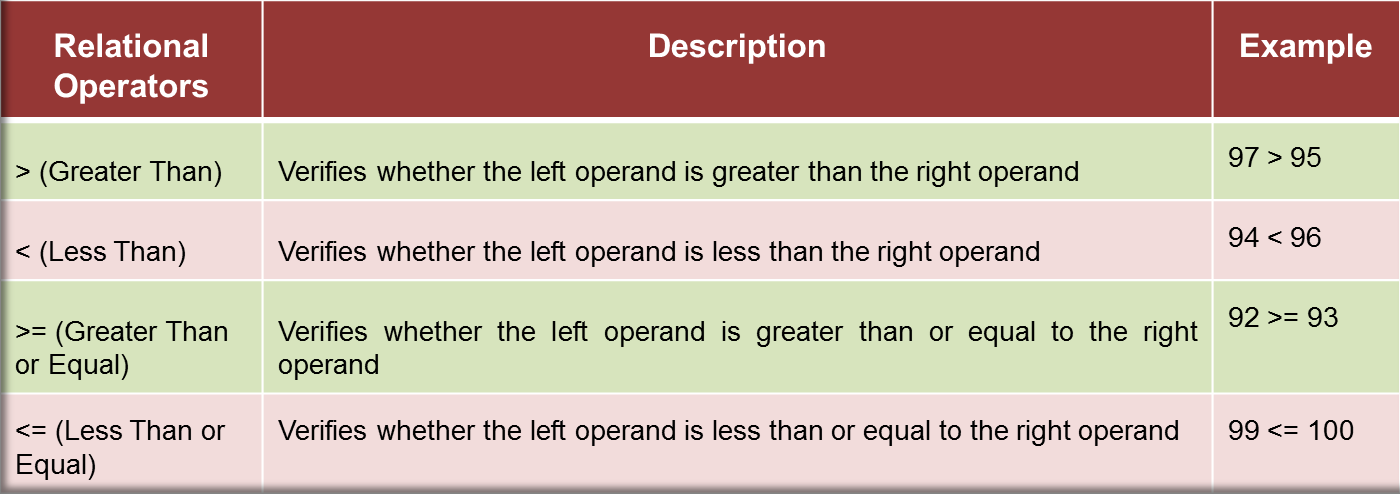 Relational
Operators
Description
Example
> (Greater Than)
Verifies whether the left operand is greater than the right operand
97 > 95
< (Less Than)
Verifies whether the left operand is less than the right operand
94 < 96
>= (Greater Than
or Equal)
Verifies whether the left operand is greater than or equal to the right
operand
92 >= 93
<= (Less Than or
Equal)
Verifies whether the left operand is less than or equal to the right operand
99 <= 100